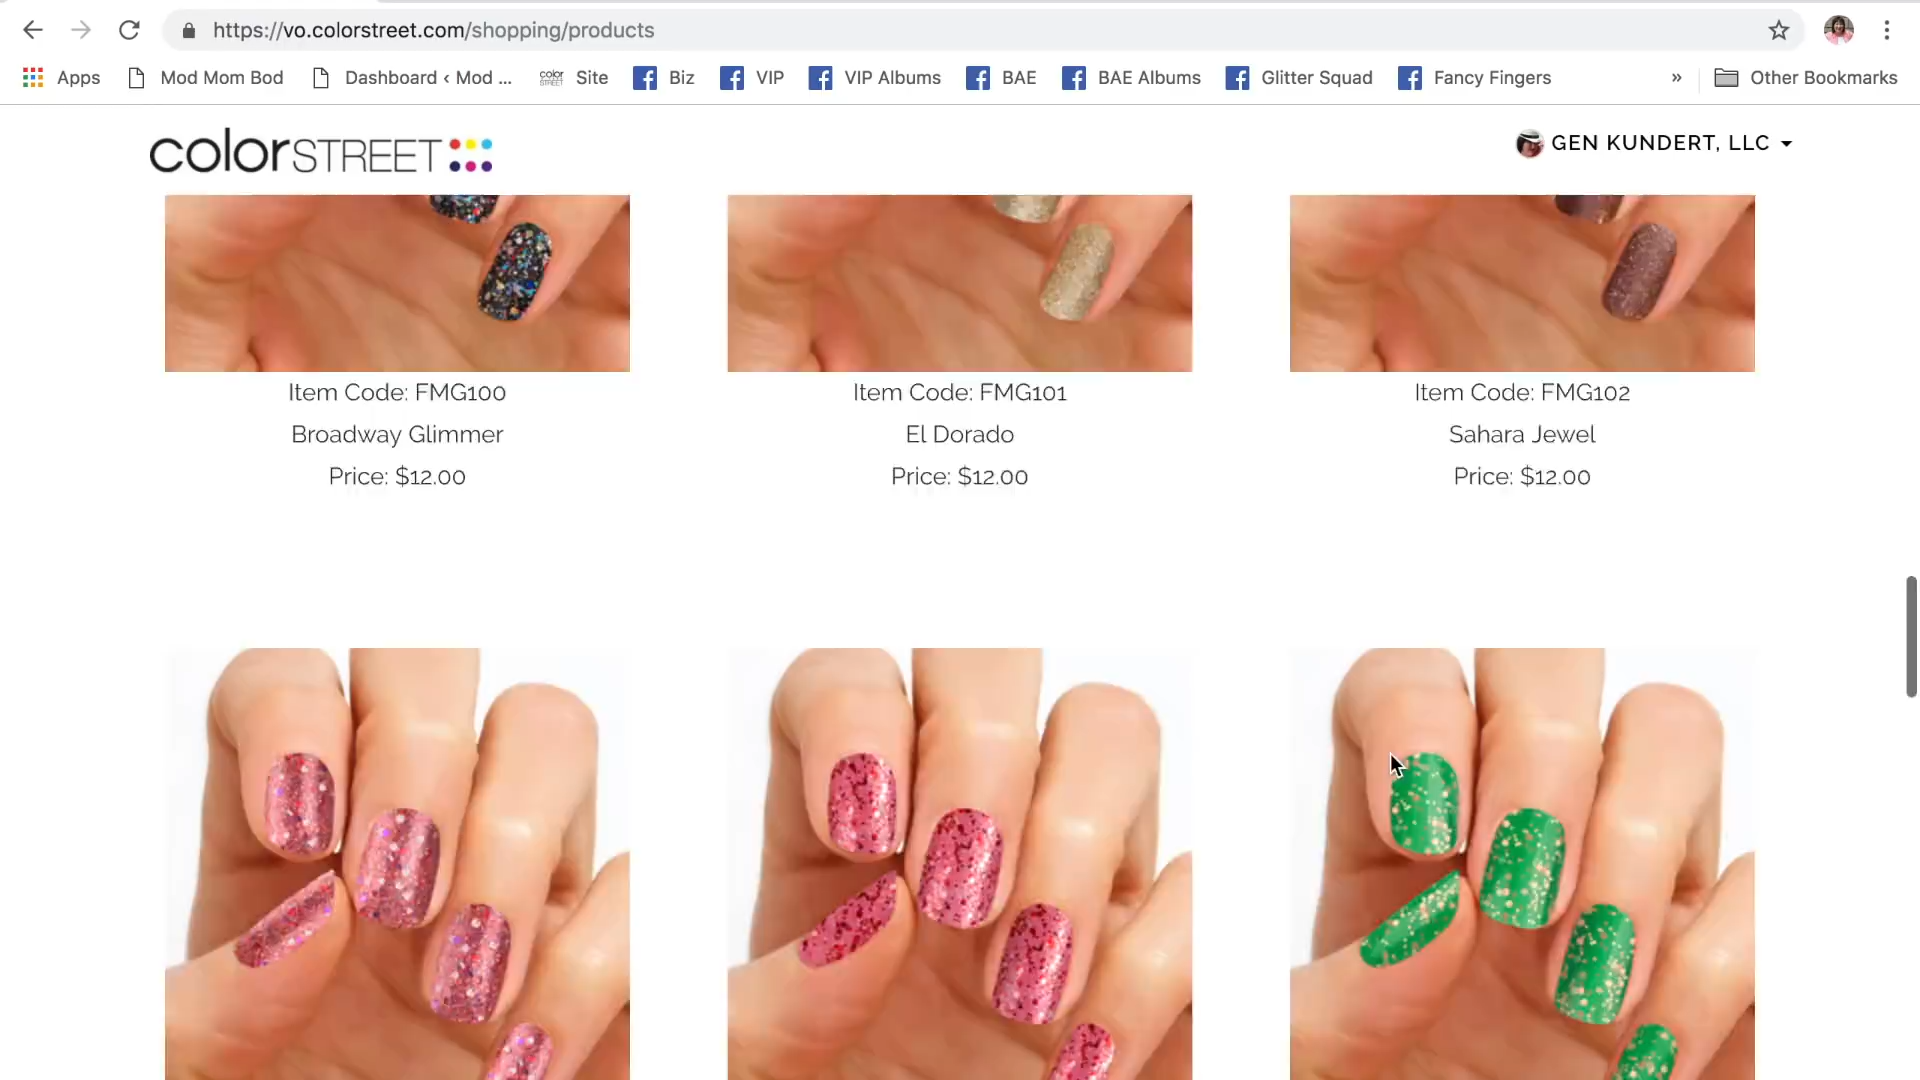 https://vo.colorstreet.com/shopping/products
Apps Mod Mom Bod Dashboard ‹ Mod ... color STREET Site Biz VIP VIP Albums BAE BAE Albums Glitter Squad Fancy Fingers » Other Bookmarks
colorSTREET GEN KUNDERT, LLC
Item Code: FMG100 Item Code: FMG101 Item Code: FMG102
Broadway Glimmer El Dorado Sahara Jewel
Price: $12.00 Price: $12.00 Price: $12.00